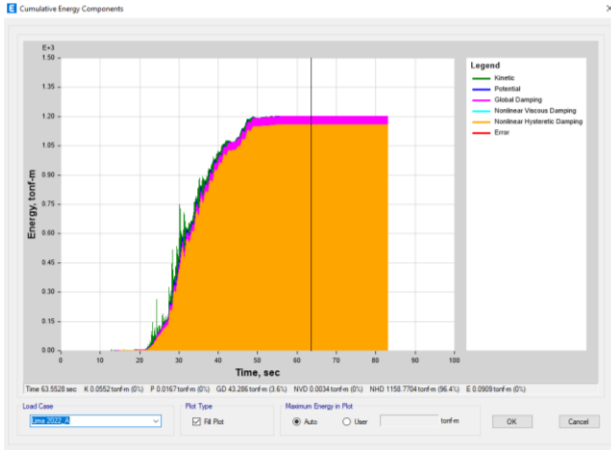 E Cumulative Energy Components
E+3
1.50
1.35
1.20
1.05
0.90
0.75
0.60
0.45
0.30
0.15
0.00
Energy, tonf-m
0 10 20 30 40 50 60 70 80 90 100
Time, sec
Legend
Kinetic
Potential
Global Damping
Nonlinear Viscous Damping
Nonlinear Hysteretic Damping
Error
Time 63.5528 sec K 0.0552 tonf-m (0%) P 0.0167 tonf-m (0%) GD 43.286 tonf-m (3.6%) NVD 0.0034 tonf-m (0%) NHD 1158.7704 tonf-m (96.4%) E 0.0909 tonf-m (0%)
Load Case
Lima 2022_A
Plot Type
Fill Plot
Maximum Energy in Plot
Auto User tonf-m
OK Cancel